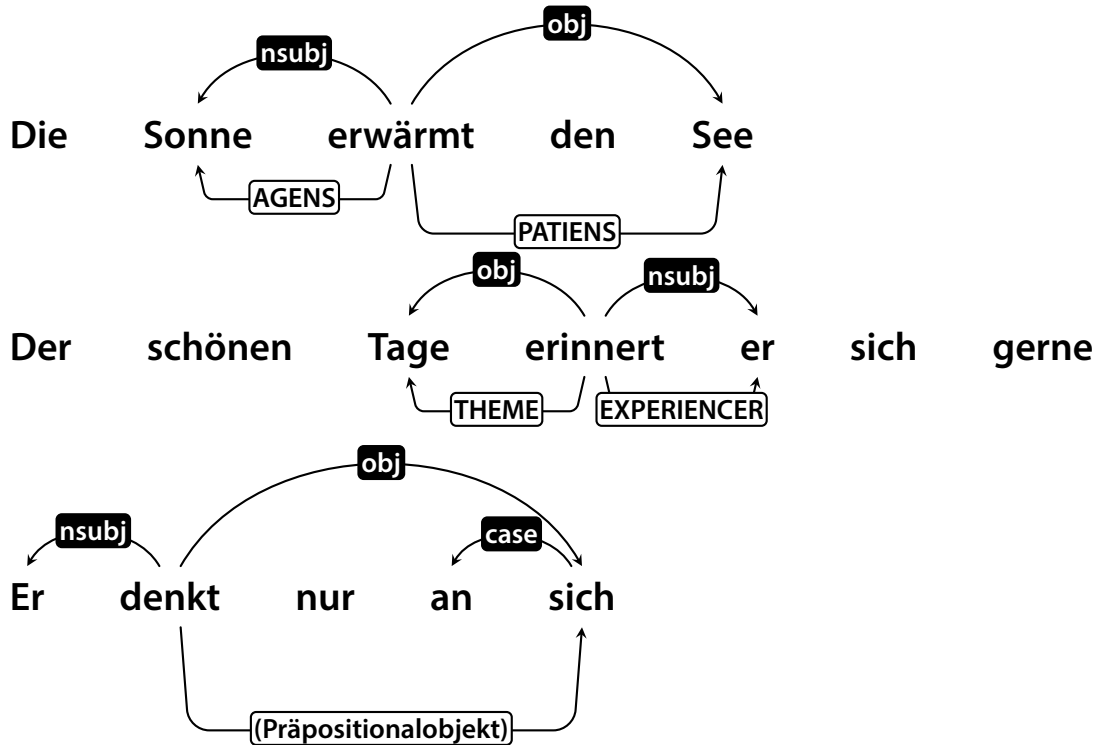 obj
nsubj
Die Sonne erwärmt den See
AGENS
PATIENS
obj nsubj
Der schönen Tage erinnert er sich gerne
THEME EXPERIENCER
obj
nsubj case
Er denkt nur an sich
(Präpositionalobjekt)